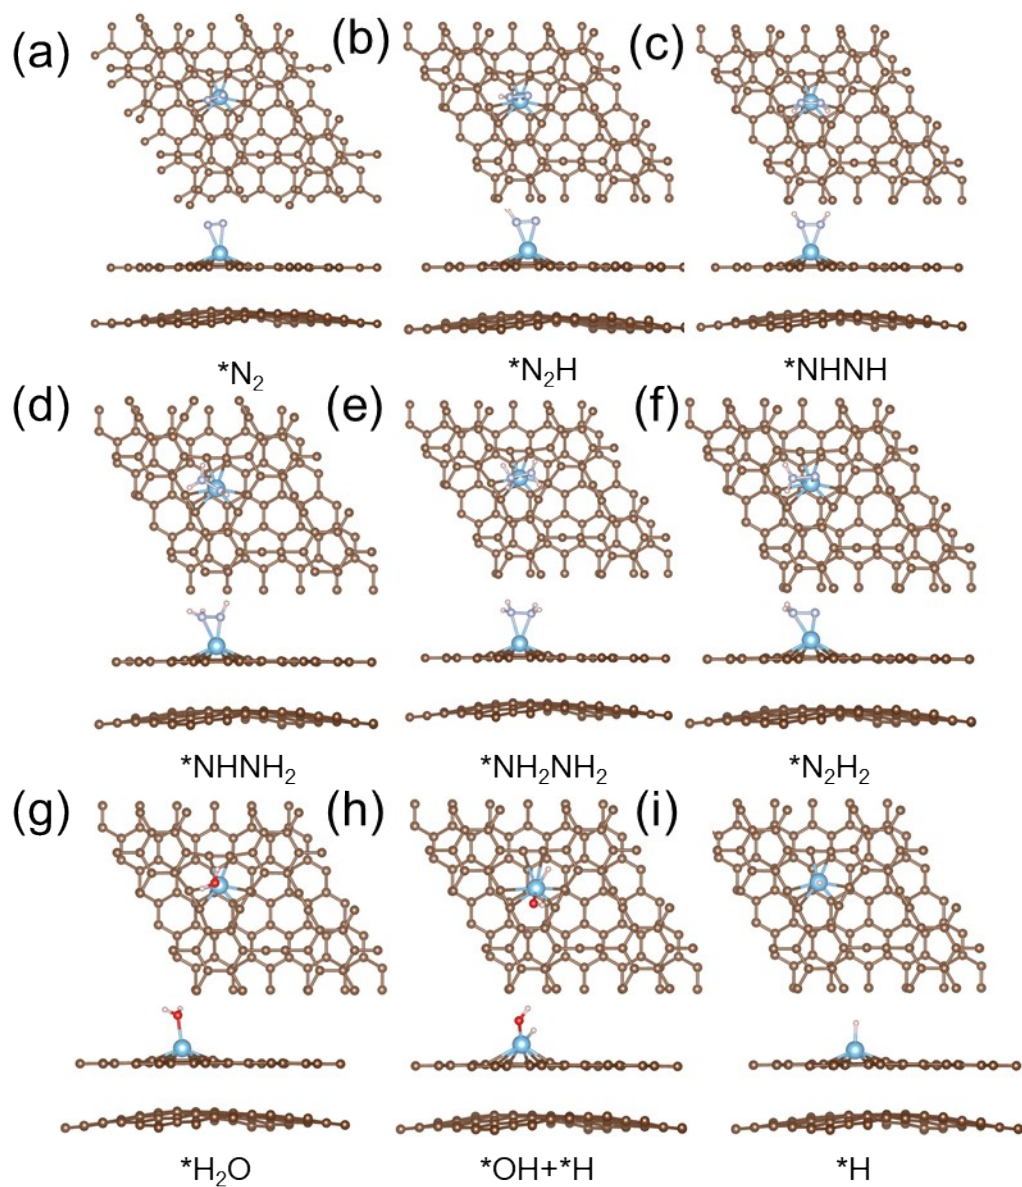 (a) (b) (c)
*N₂ *N₂H *NHNH
(d) (e) (f)
*NHNH₂ *NH₂NH₂ *N₂H₂
(g) (h) (i)
*H₂O *OH+*H *H